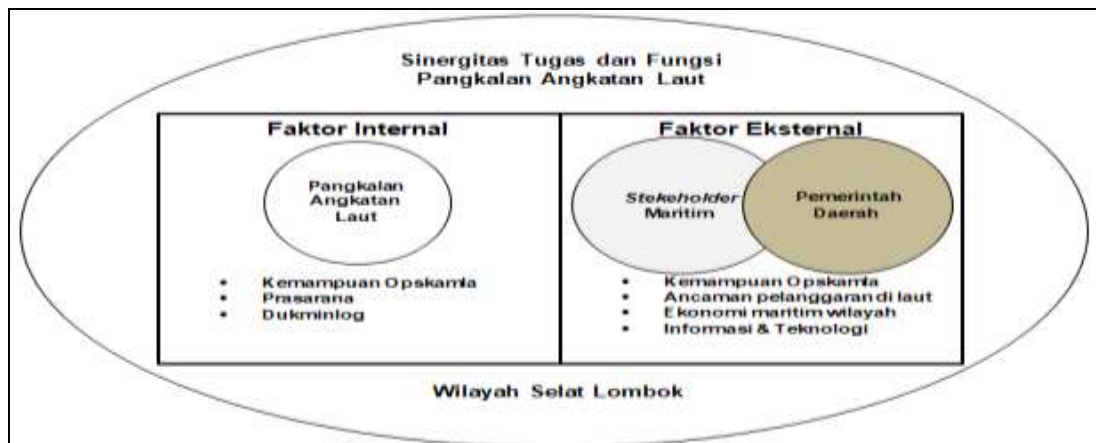 Sinergitas Tugas dan Fungsi
Pangkalan Angkatan Laut
Faktor Internal
Pangkalan
Angkatan
Laut
• Kemampuan Opskamla
• Prasarana
• Dukminlog
Faktor Eksternal
Stekeholder
Maritim
Pemerintah
Daerah
• Kemampuan Opskamla
• Ancaman pelanggaran di laut
• Ekonomi maritim wilayah
• Informasi & Teknologi
Wilayah Selat Lombok